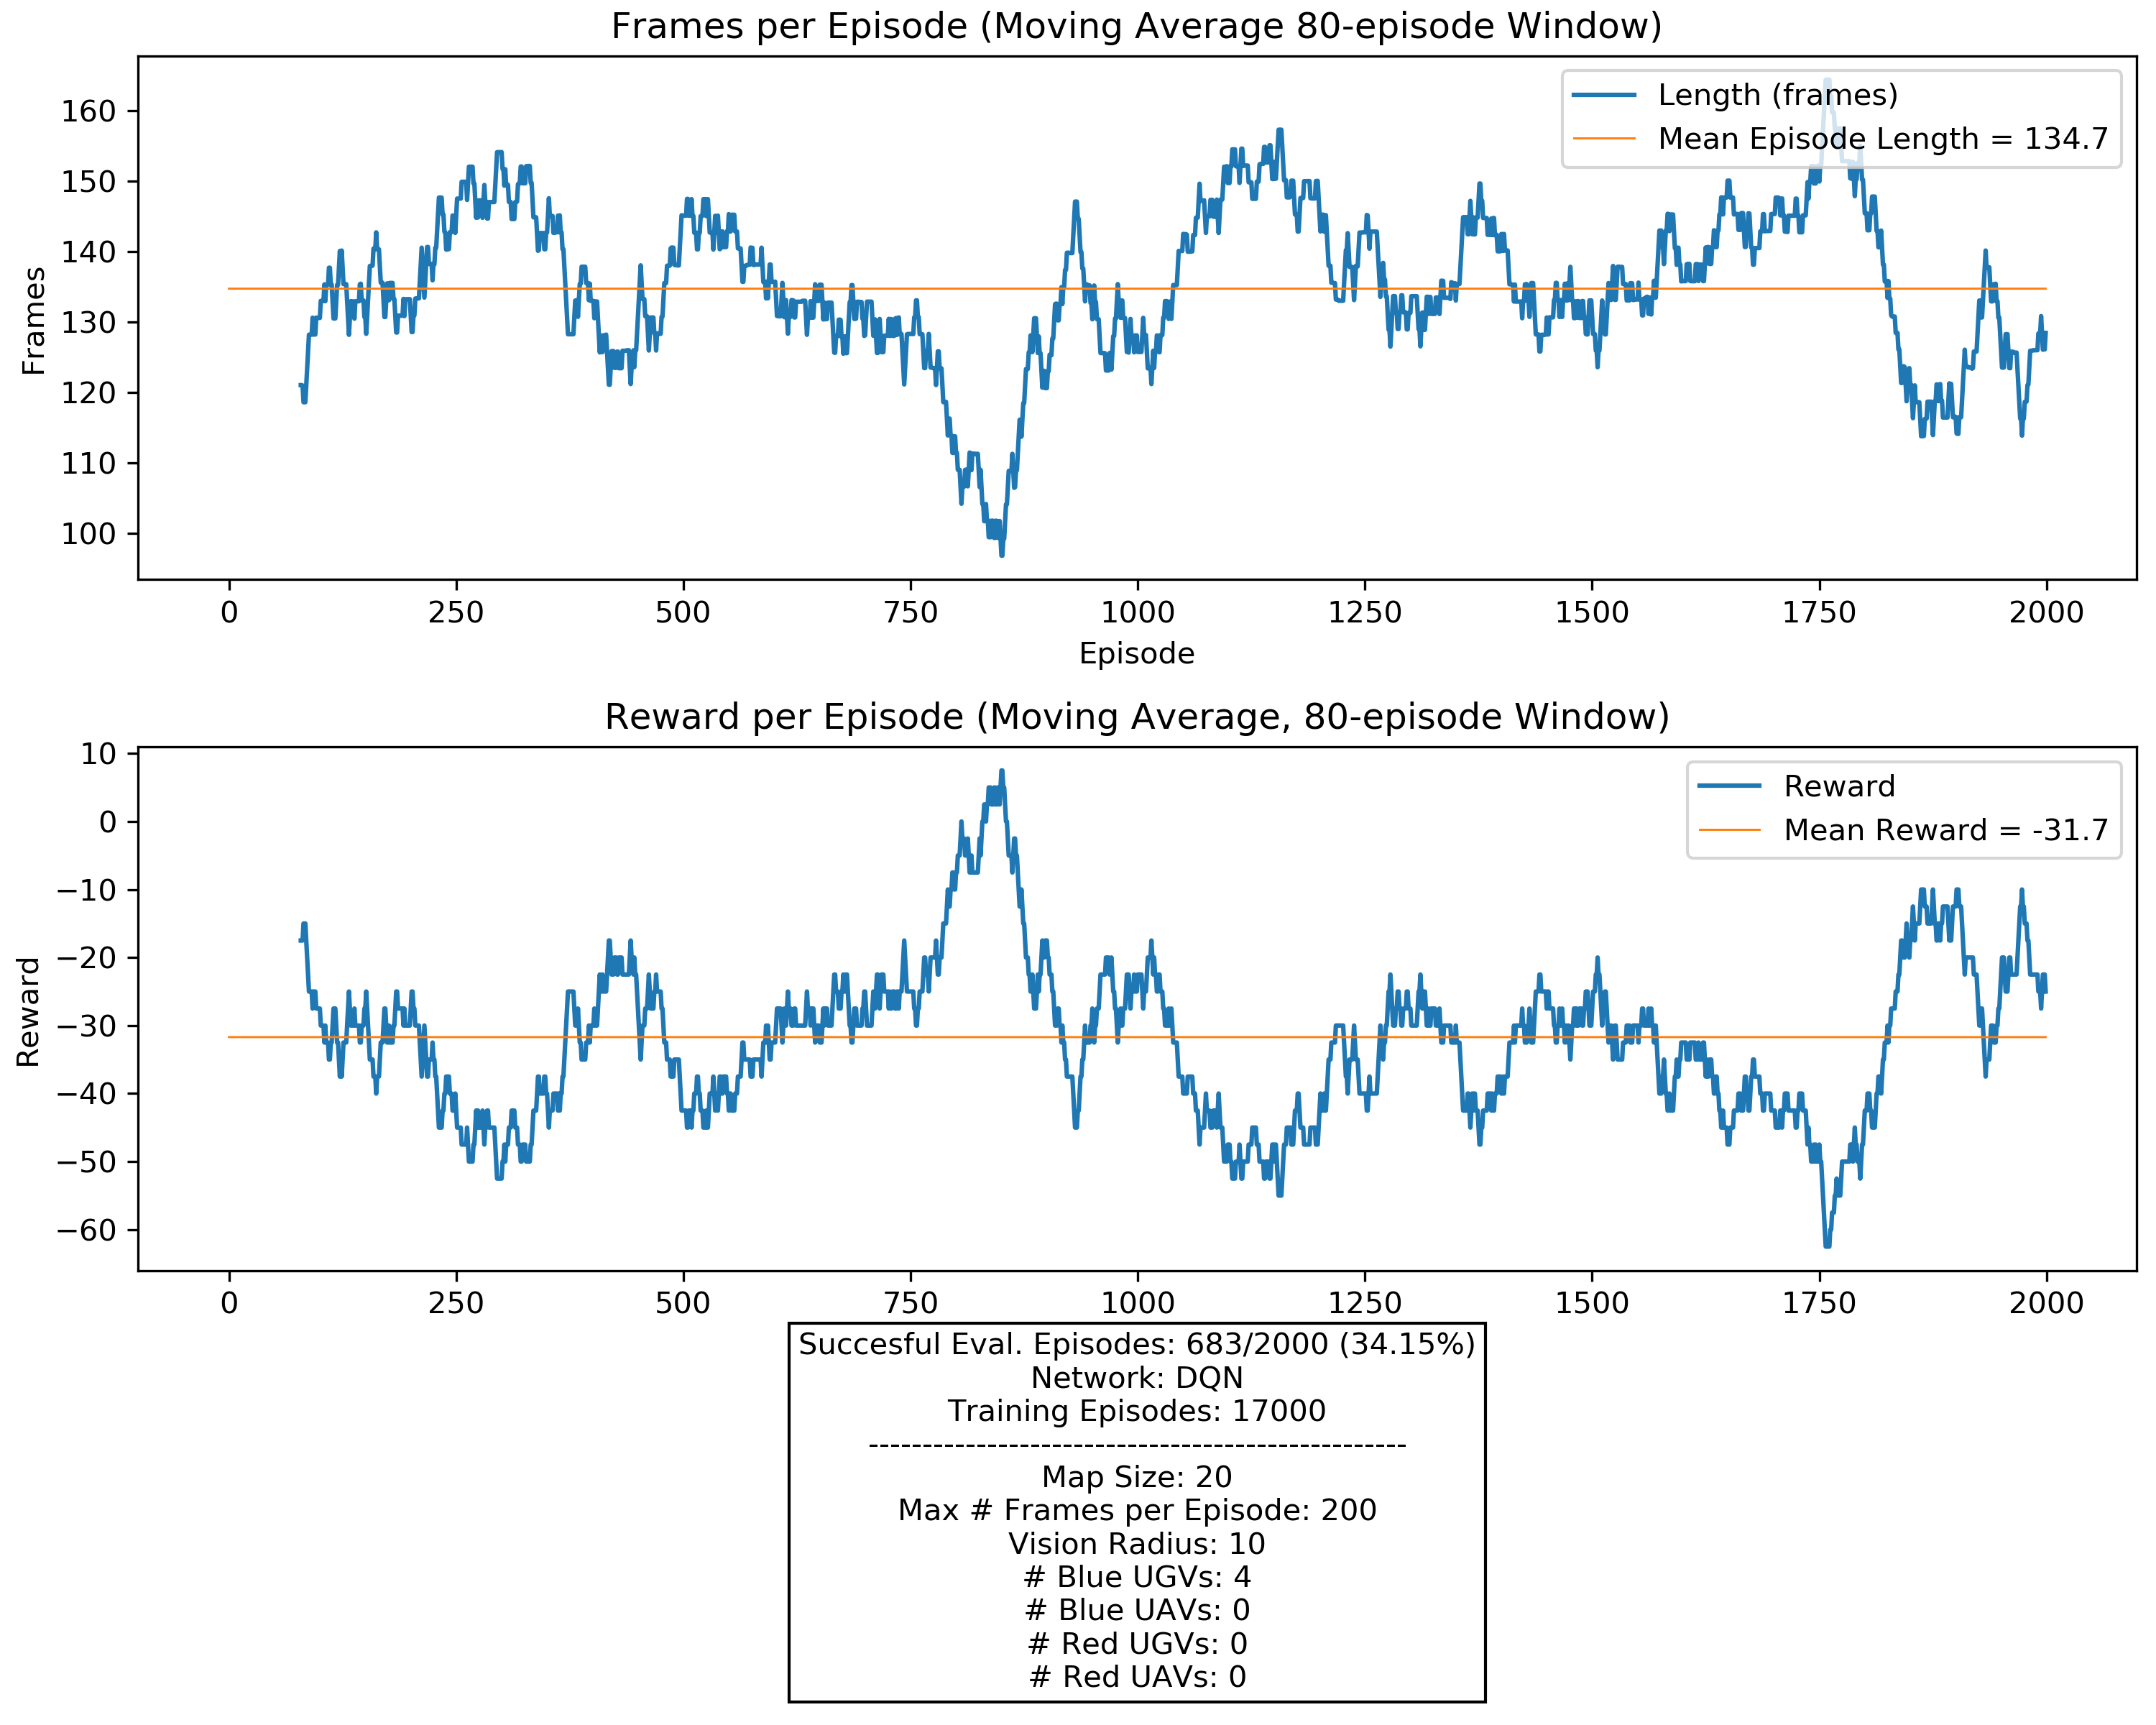 Frames per Episode (Moving Average 80-episode Window)
Length (frames)
Mean Episode Length = 134.7
Frames
160
150
140
130
120
110
100
0 250 500 750 1000 1250 1500 1750 2000
Episode
Reward per Episode (Moving Average, 80-episode Window)
Reward
Mean Reward = -31.7
Reward
10
0
−10
−20
−30
−40
−50
−60
0 250 500 750 1000 1250 1500 1750 2000
Succesful Eval. Episodes: 683/2000 (34.15%)
Network: DQN
Training Episodes: 17000
--------------------------------------------------
Map Size: 20
Max # Frames per Episode: 200
Vision Radius: 10
# Blue UGVs: 4
# Blue UAVs: 0
# Red UGVs: 0
# Red UAVs: 0